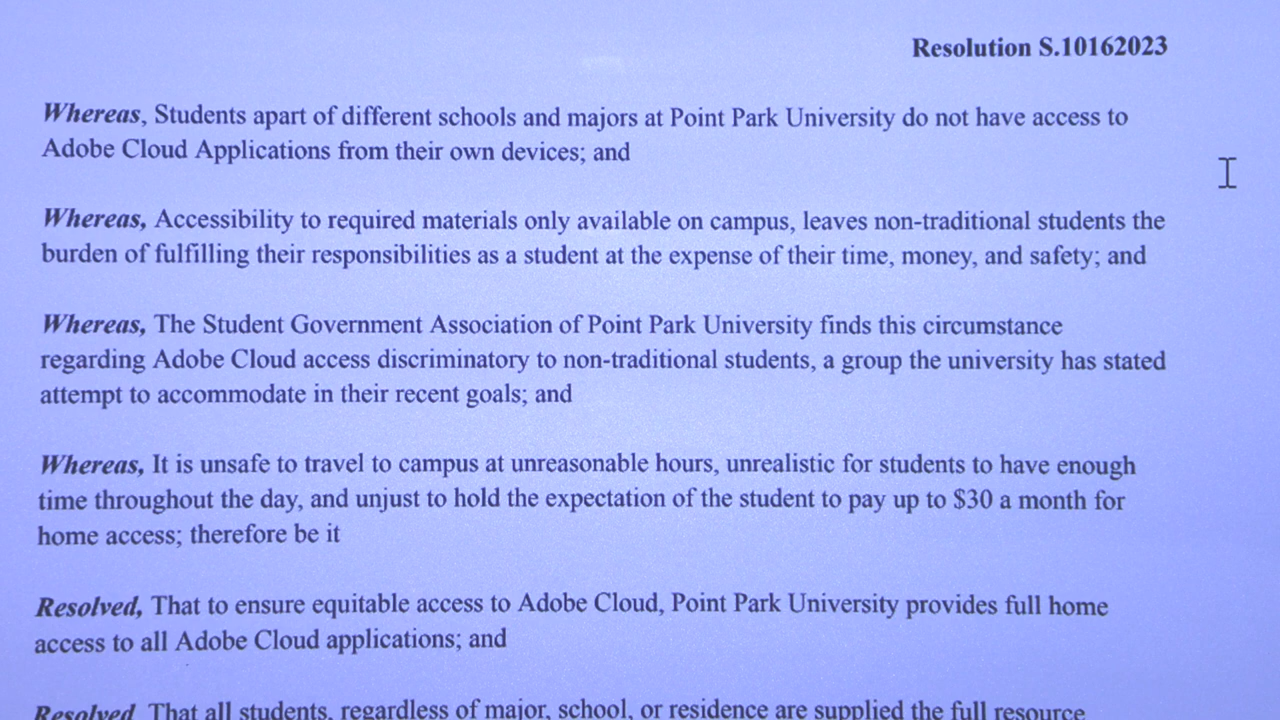 Resolution S.10162023
Whereas, Students apart of different schools and majors at Point Park University do not have access to
Adobe Cloud Applications from their own devices; and
Whereas, Accessibility to required materials only available on campus, leaves non-traditional students the
burden of fulfilling their responsibilities as a student at the expense of their time, money, and safety; and
Whereas, The Student Government Association of Point Park University finds this circumstance
regarding Adobe Cloud access discriminatory to non-traditional students, a group the university has stated
attempt to accommodate in their recent goals; and
Whereas, It is unsafe to travel to campus at unreasonable hours, unrealistic for students to have enough
time throughout the day, and unjust to hold the expectation of the student to pay up to $30 a month for
home access; therefore be it
Resolved, That to ensure equitable access to Adobe Cloud, Point Park University provides full home
access to all Adobe Cloud applications; and
Resolved, That all students, regardless of major, school, or residence are supplied the full resource